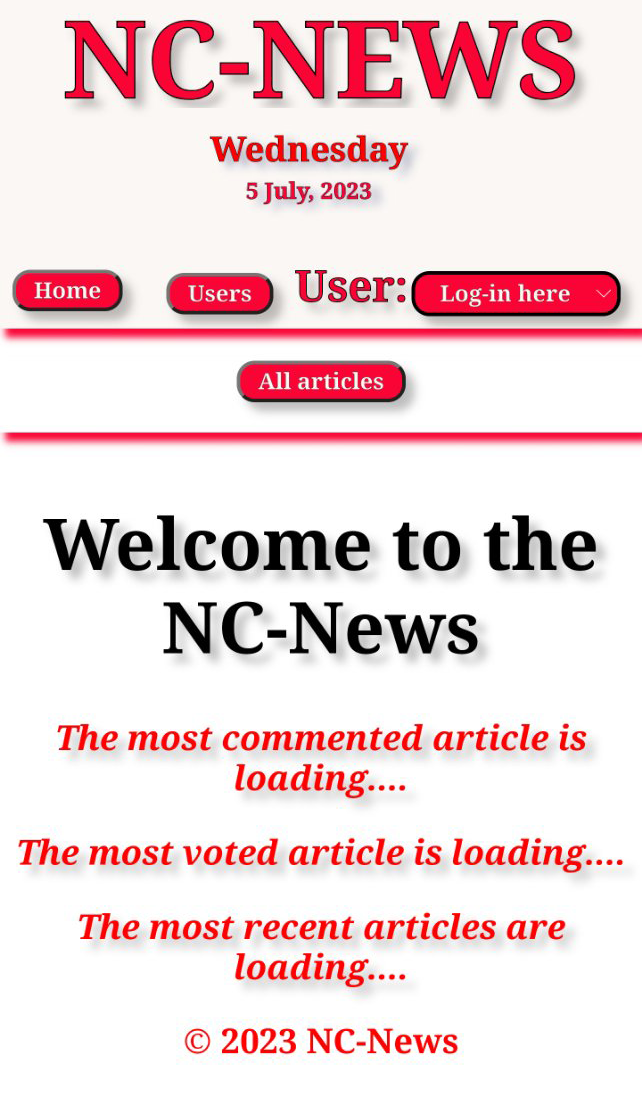 NC-NEWS
Wednesday
5 July, 2023
Home
Users
User:
Log-in here
All articles
Welcome to the
NC-News
The most commented article is
loading....
The most voted article is loading....
The most recent articles are
loading....
© 2023 NC-News